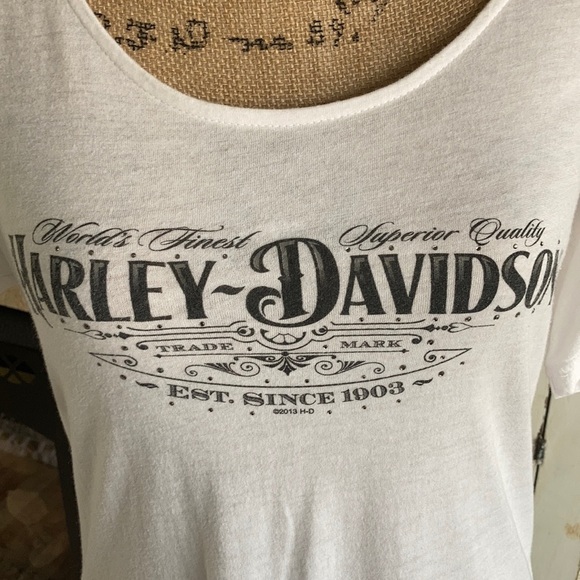 World's Finest Superior Quality
HARLEY-DAVIDSON
TRADE MARK
EST. SINCE 1903
©2013 H-D